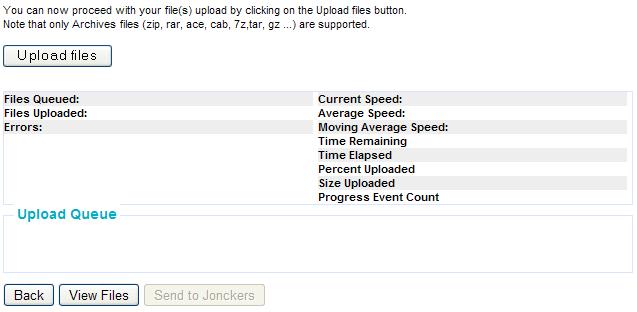 You can now proceed with your file(s) upload by clicking on the Upload files button.
Note that only Archives files (zip, rar, ace, cab, 7z,tar, gz ...) are supported.
Upload files
Files Queued:
Files Uploaded:
Errors:
Current Speed:
Average Speed:
Moving Average Speed:
Time Remaining
Time Elapsed
Percent Uploaded
Size Uploaded
Progress Event Count
Upload Queue
Back View Files Send to Jonckers